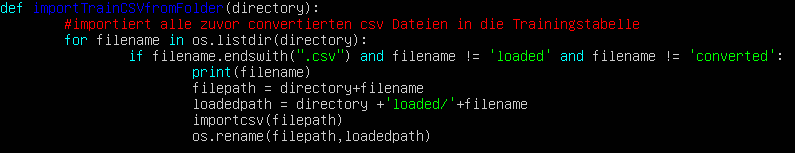 def importTrainCSVfromFolder(directory):
#importiert alle zuvor convertierten csv Dateien in die Trainingstabelle
for filename in os.listdir(directory):
if filename.endswith(".csv") and filename != 'loaded' and filename != 'converted':
print(filename)
filepath = directory+filename
loadedpath = directory +'loaded/'+filename
importcsv(filepath)
os.rename(filepath,loadedpath)